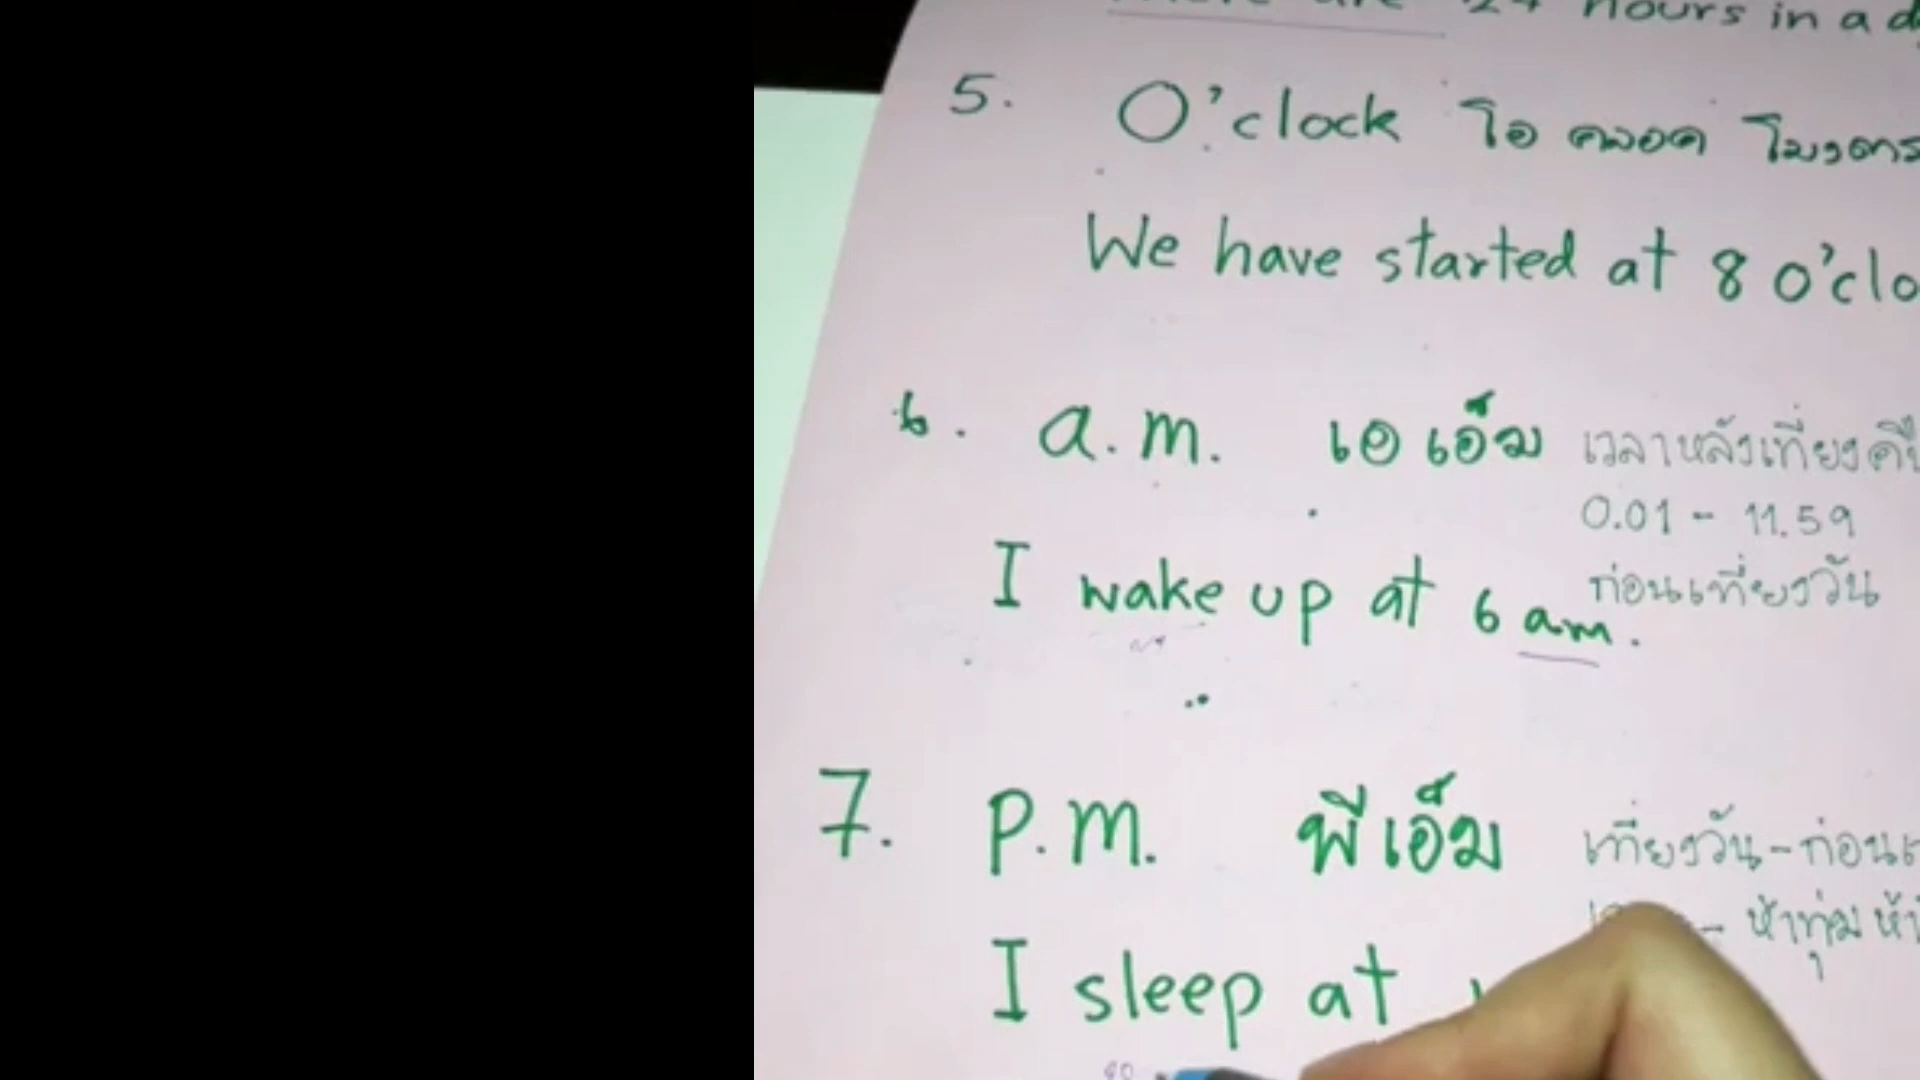 24 hours in a
5. O'clock โอ คลอค โมงตร
We have started at 8 o'clo
6. a.m. เอ เอ็ม เวลาหลังเที่ยงคื
0.01 - 11.59
ก่อนเที่ยงวัน
I wake up at 6 am.
7. p.m. พีเอ็ม เที่ยงวัน-ก่อนเ
- ห้าทุ่ม ห้า
I sleep at